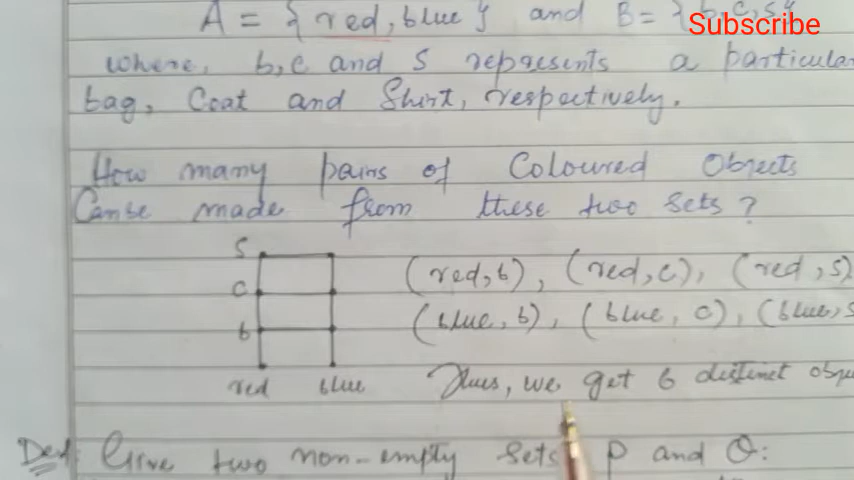 A = {red, blue} and B = {b, c, s}
Subscribe
where, b, c and S represents a particular
bag, Coat and Shirt, respectively.
How many pairs of Coloured Objects
Can be made from these two sets?
S
c
b
red blue
(red, b), (red, c), (red, s)
(blue, b), (blue, c), (blue, s
Thus, we get 6 distinct obje
Def: Give two non-empty sets P and Q: